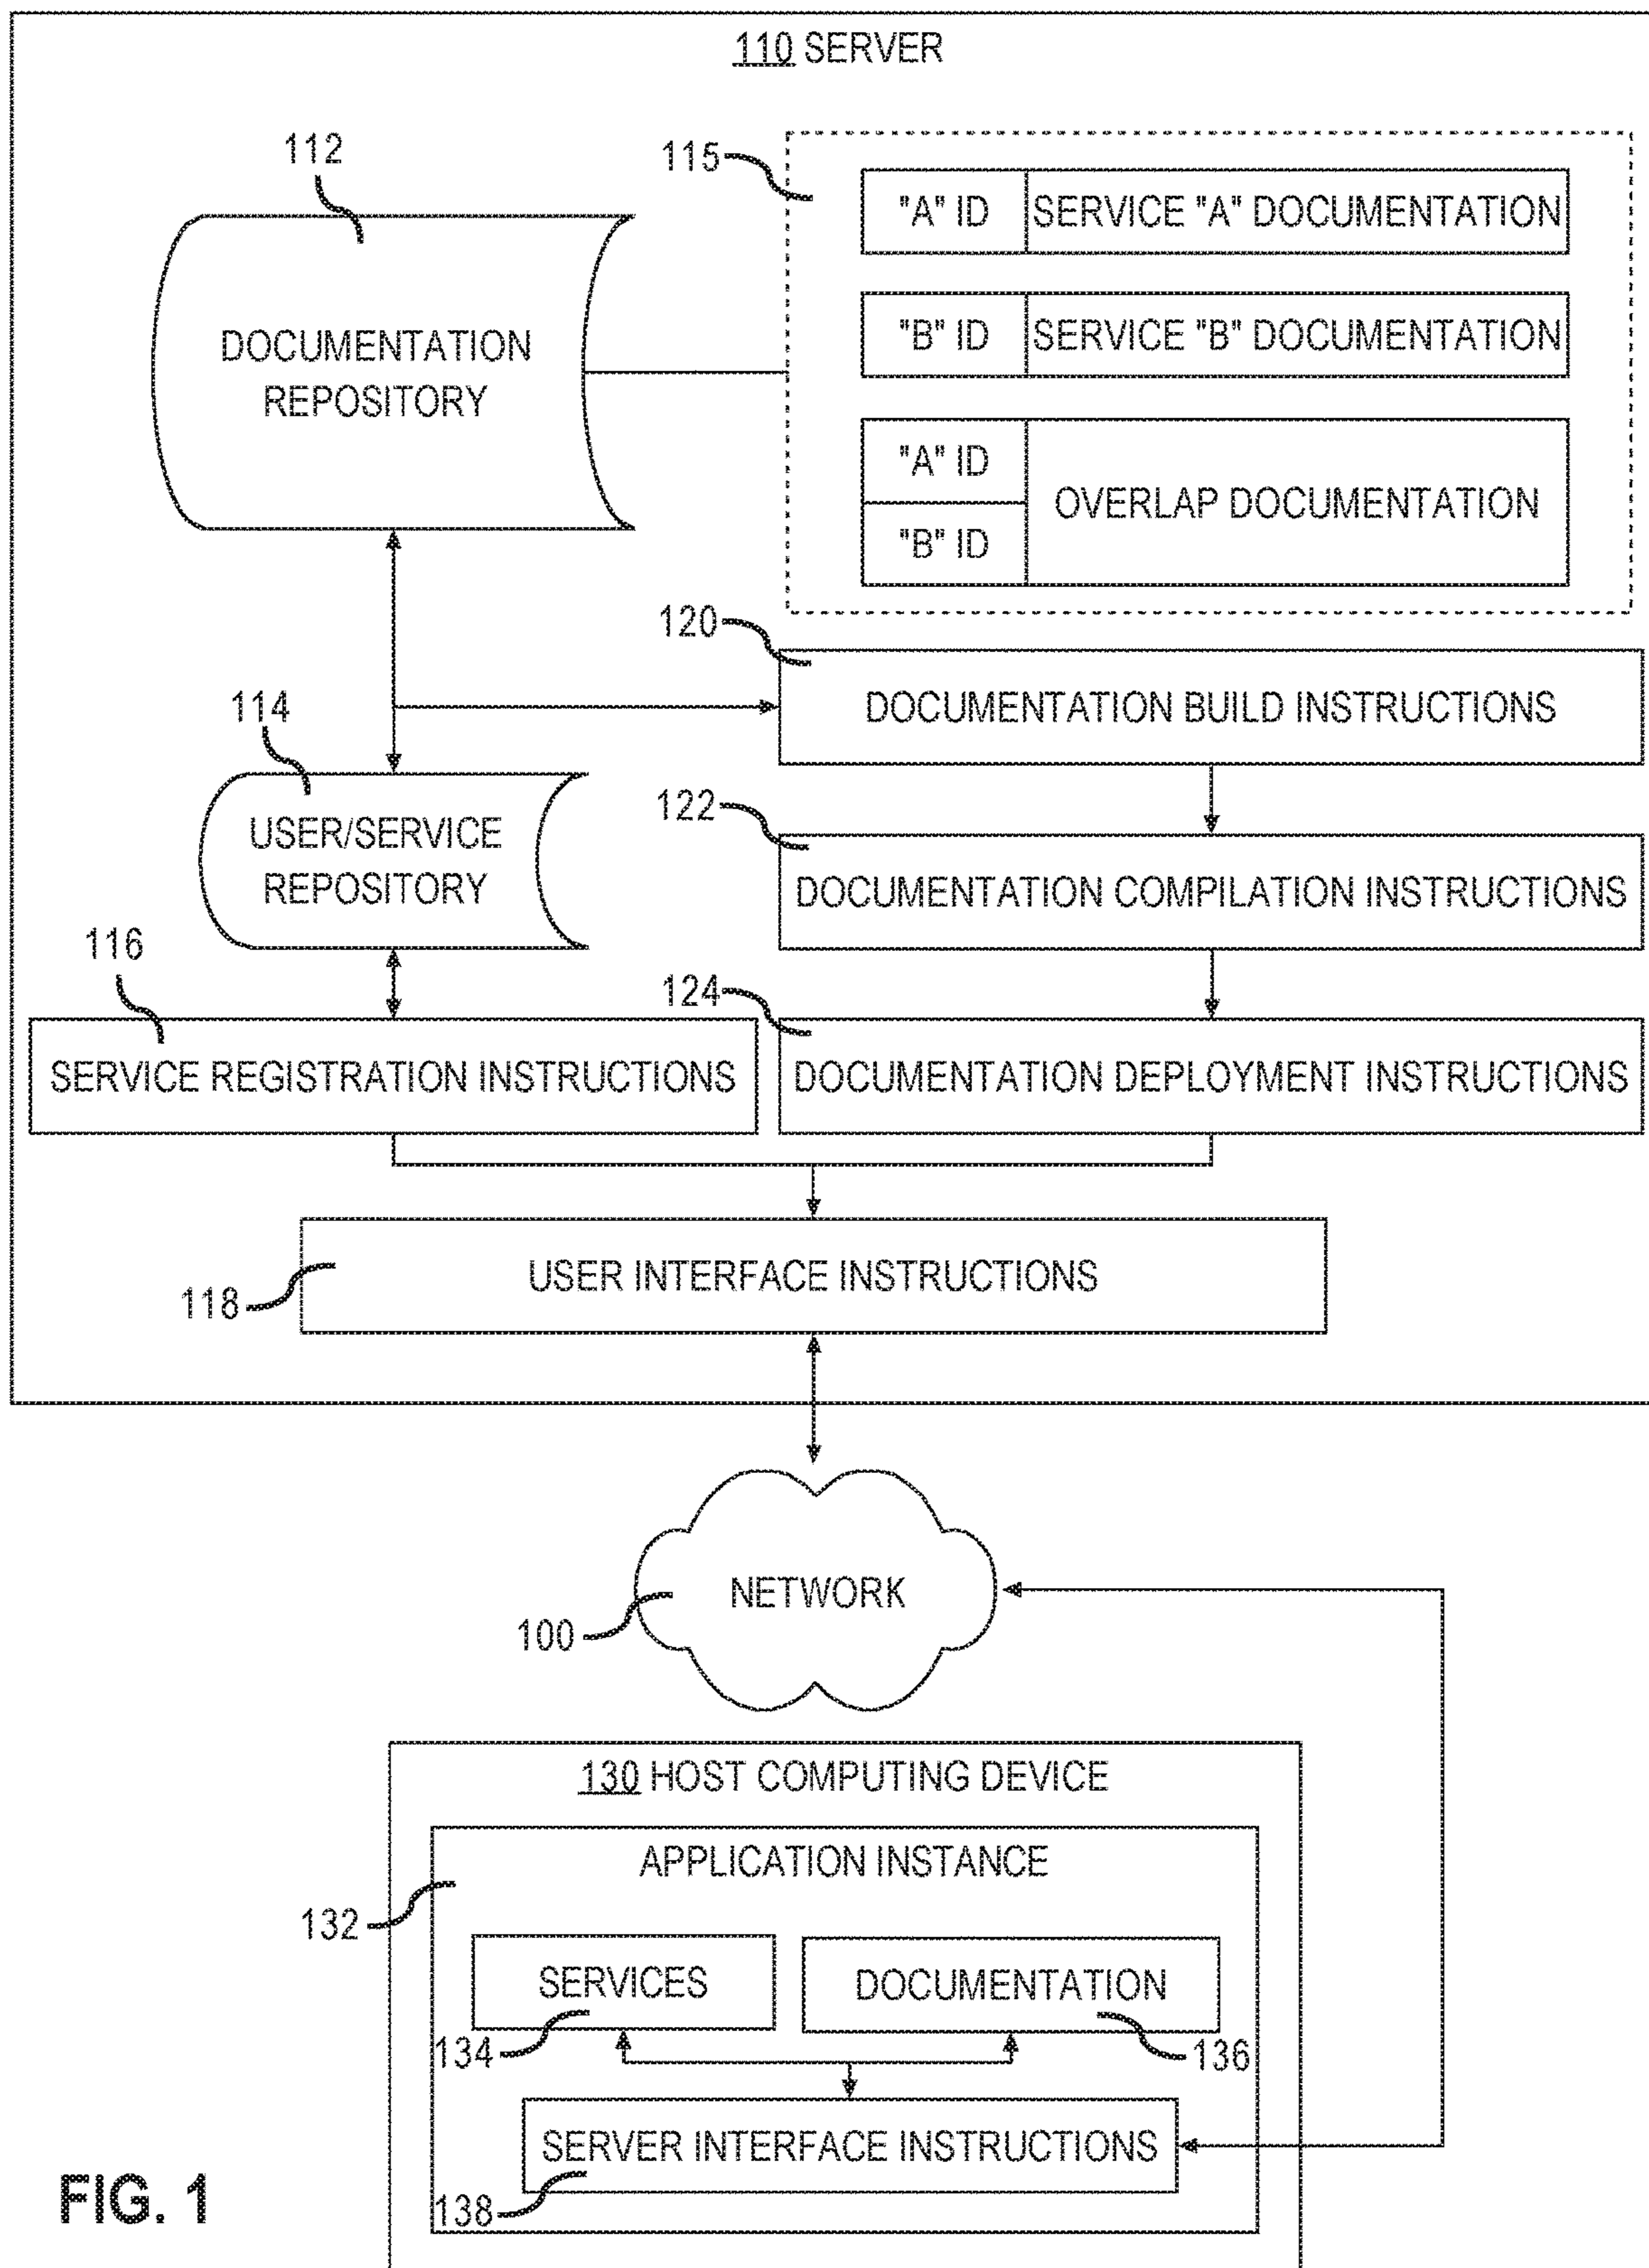 110 SERVER
112
115
"A" ID
SERVICE "A" DOCUMENTATION
"B" ID
SERVICE "B" DOCUMENTATION
DOCUMENTATION
REPOSITORY
"A" ID
"B" ID
OVERLAP DOCUMENTATION
120
DOCUMENTATION BUILD INSTRUCTIONS
114
USER/SERVICE
REPOSITORY
122
DOCUMENTATION COMPILATION INSTRUCTIONS
116
SERVICE REGISTRATION INSTRUCTIONS
124
DOCUMENTATION DEPLOYMENT INSTRUCTIONS
USER INTERFACE INSTRUCTIONS
118
NETWORK
100
130 HOST COMPUTING DEVICE
APPLICATION INSTANCE
132
SERVICES
DOCUMENTATION
134
136
SERVER INTERFACE INSTRUCTIONS
138
FIG. 1